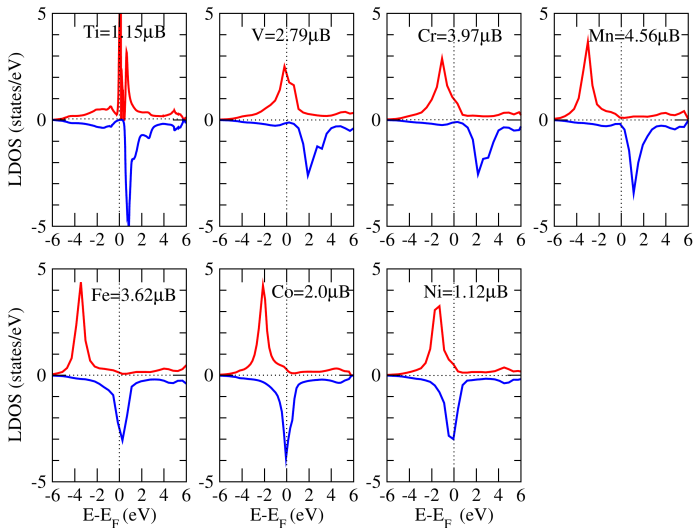 5
Ti=1.15μB
V=2.79μB
Cr=3.97μB
Mn=4.56μB
LDOS (states/eV)
0
0
0
0
-5
-5
-5
-5
-6 -4 -2 0 2 4 6
-6 -4 -2 0 2 4 6
-6 -4 -2 0 2 4 6
-6 -4 -2 0 2 4 6
5
5
5
Fe=3.62μB
Co=2.0μB
Ni=1.12μB
LDOS (states/eV)
0
0
0
-5
-5
-5
-6 -4 -2 0 2 4 6
-6 -4 -2 0 2 4 6
-6 -4 -2 0 2 4 6
E-EF (eV)
E-EF (eV)
E-EF (eV)